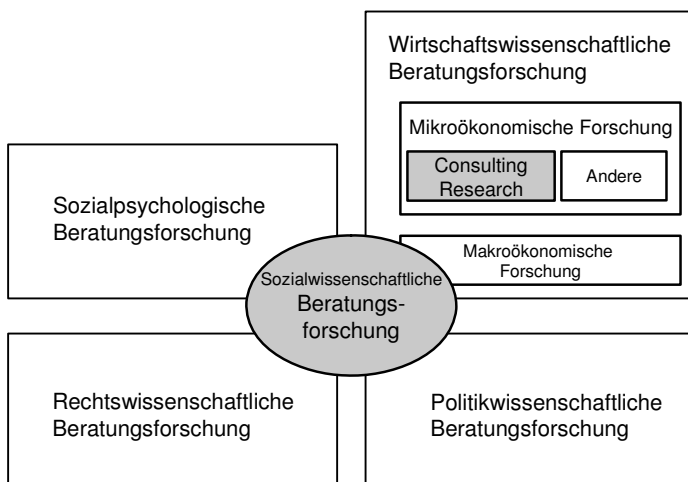 Wirtschaftswissenschaftliche
Beratungsforschung
Mikroökonomische Forschung
Consulting
Research
Andere
Makroökonomische
Forschung
Sozialpsychologische
Beratungsforschung
Sozialwissenschaftliche
Beratungs-
forschung
Rechtswissenschaftliche
Beratungsforschung
Politikwissenschaftliche
Beratungsforschung